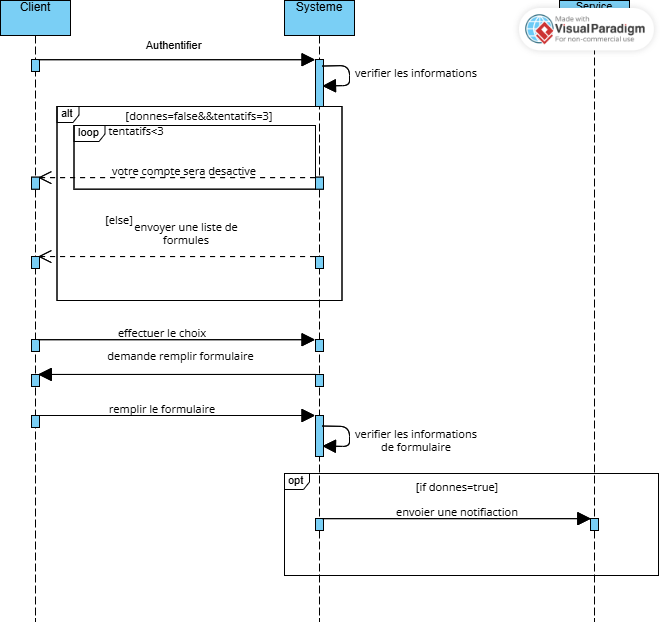 Client
Systeme
Service
Made with
VisualParadigm
For non-commercial use
Authentifier
verifier les informations
alt
[donnes=false&&tentatifs=3]
loop
tentatifs<3
votre compte sera desactive
[else]
envoyer une liste de
formules
effectuer le choix
demande remplir formulaire
remplir le formulaire
verifier les informations
de formulaire
opt
[if donnes=true]
envoier une notifiaction